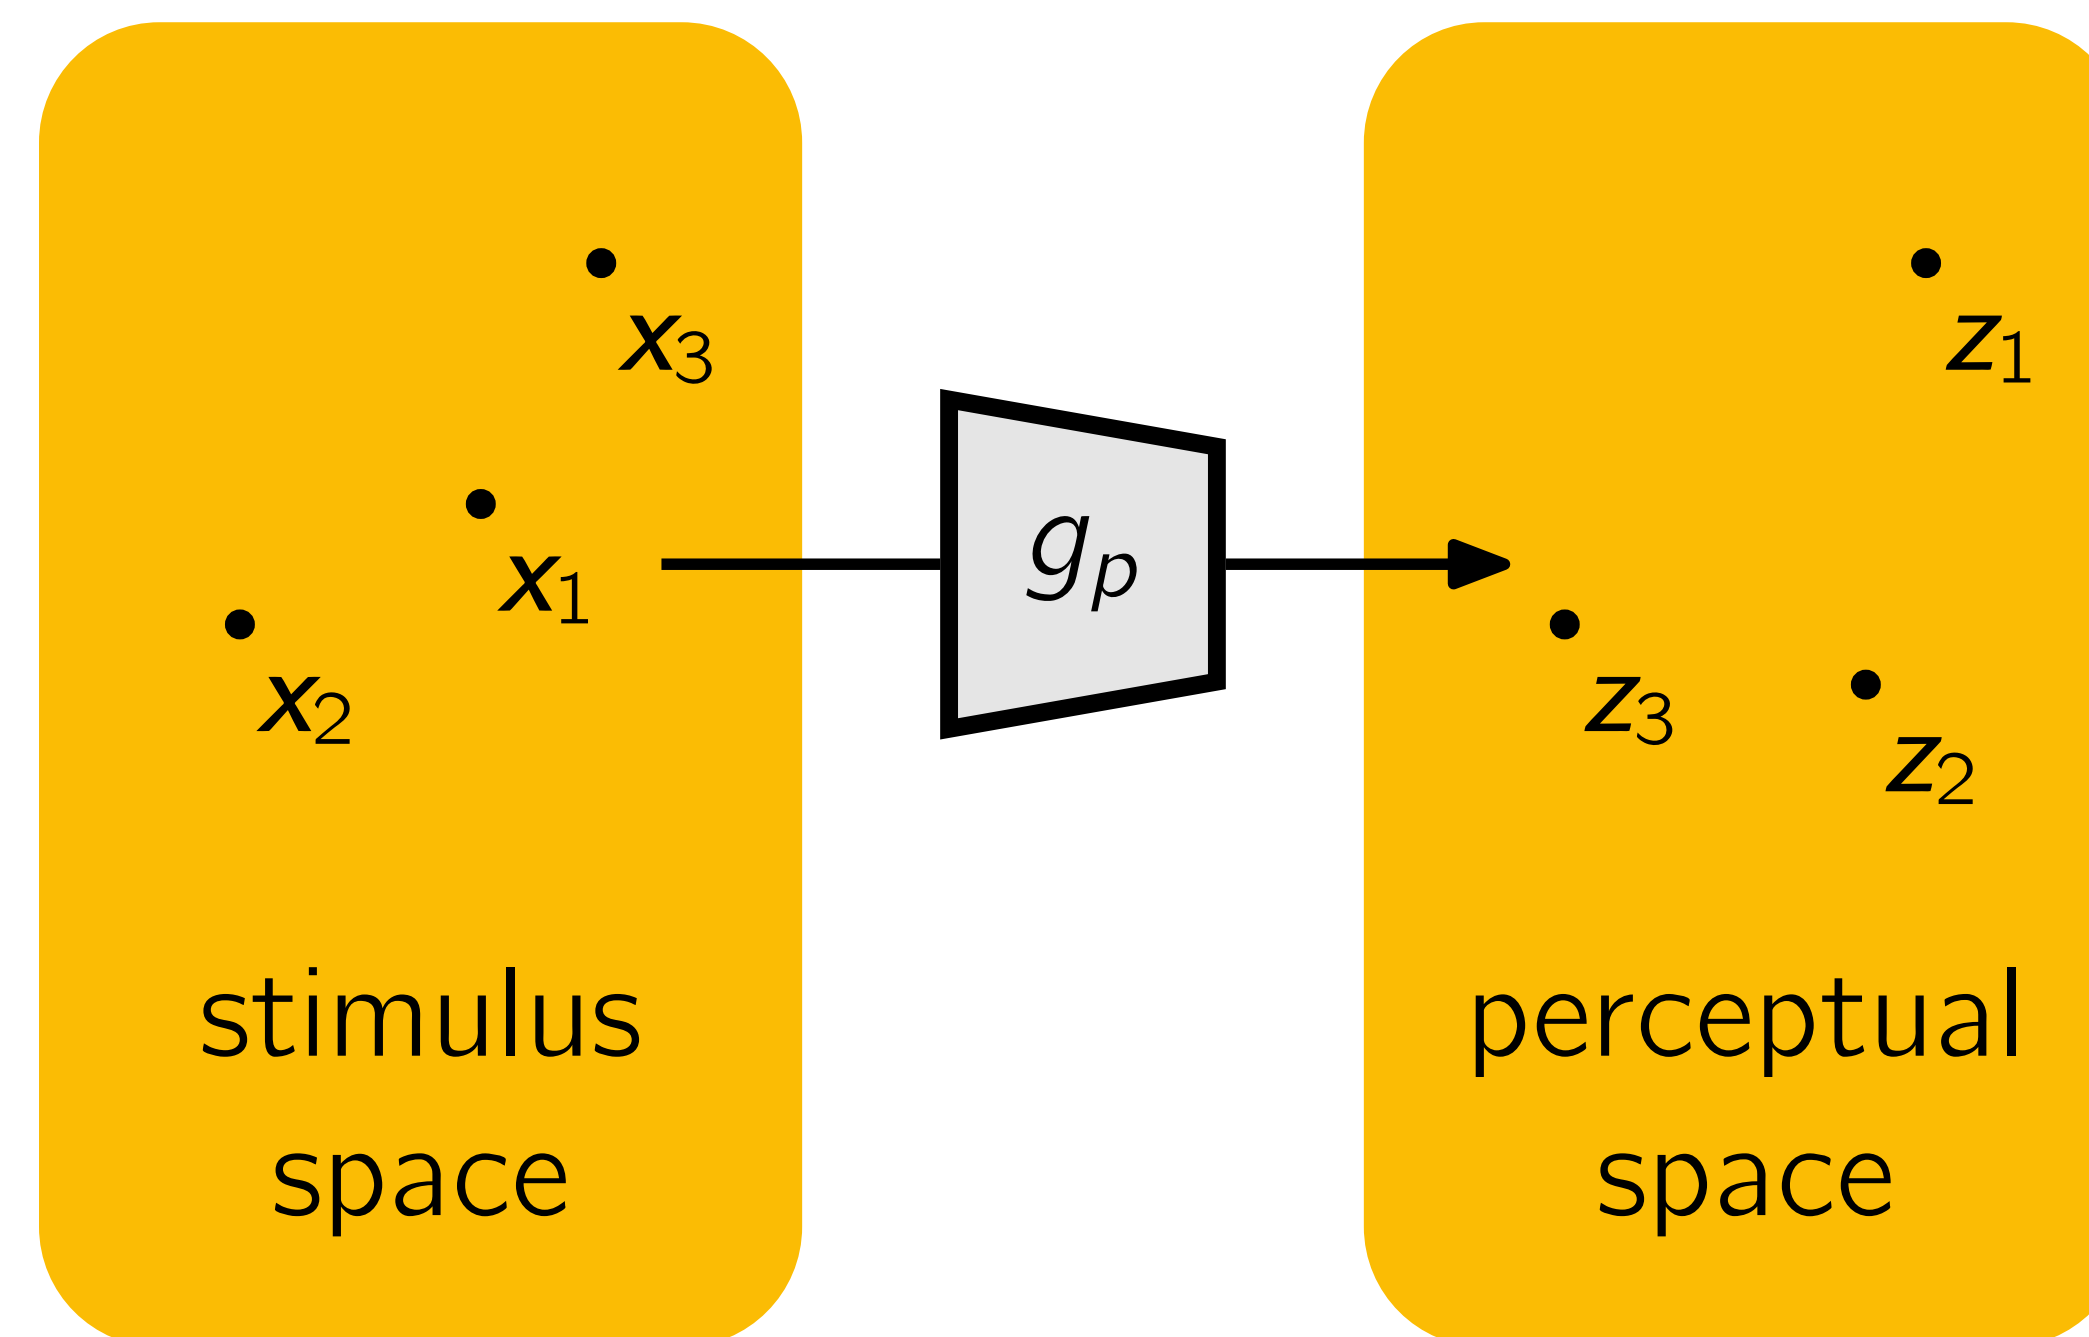 x₃
x₁
x₂
stimulus
space
gₚ
z₁
z₃
z₂
perceptual
space